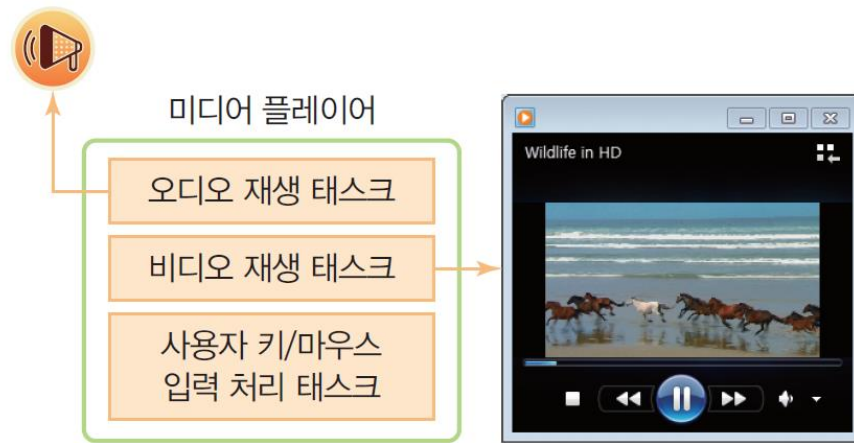 미디어 플레이어
오디오 재생 태스크
비디오 재생 태스크
사용자 키/마우스
입력 처리 태스크
Wildlife in HD